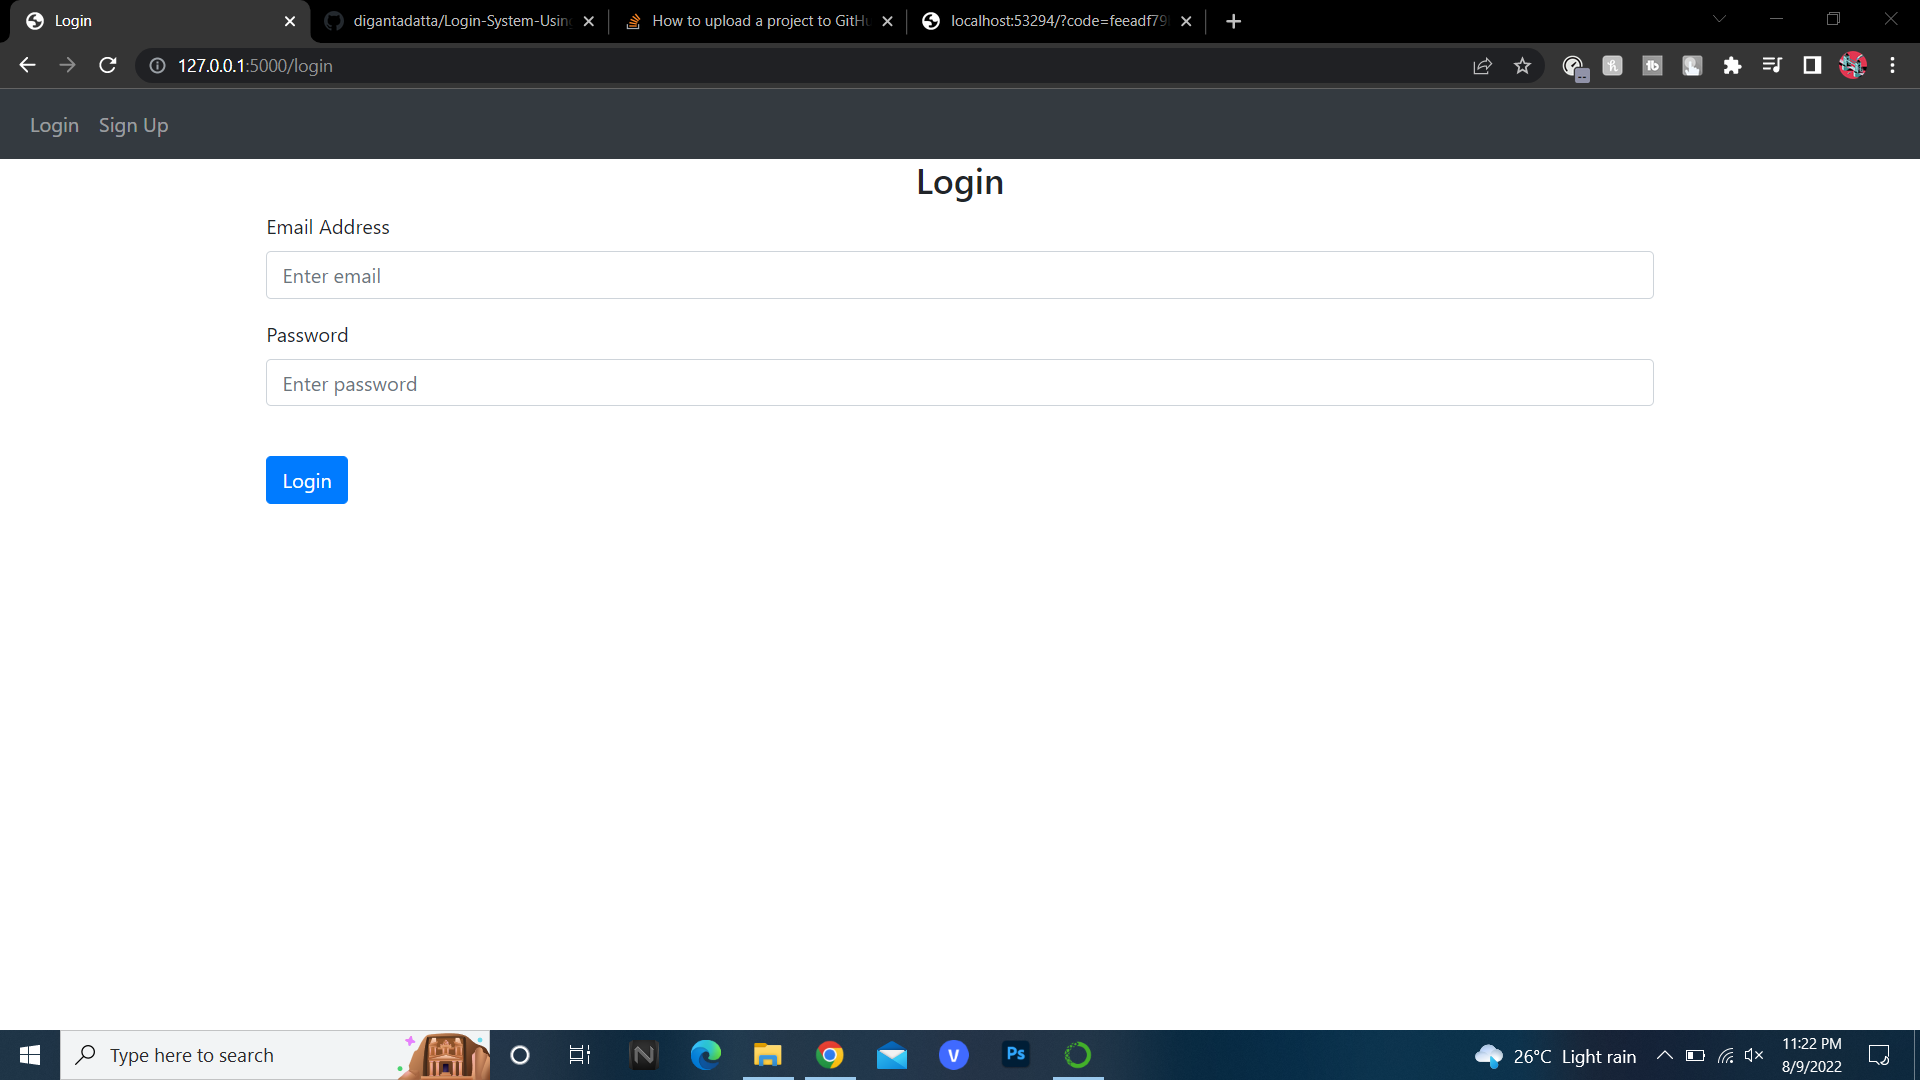 Login
digantadatta/Login-System-Usin
How to upload a project to GitHu
localhost:53294/?code=feeadf79
127.0.0.1:5000/login
Login Sign Up
Login
Email Address
Enter email
Password
Enter password
Login
Type here to search
Ps
26°C Light rain
11:22 PM
8/9/2022